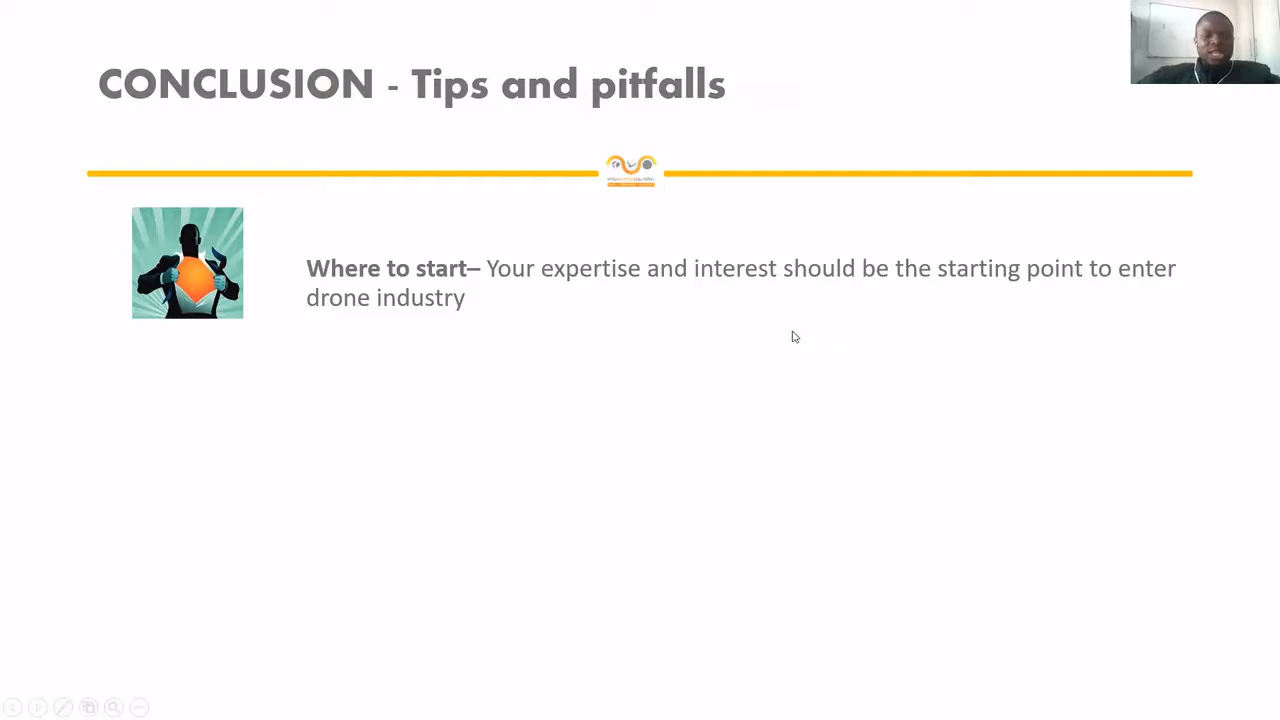 CONCLUSION - Tips and pitfalls
Where to start– Your expertise and interest should be the starting point to enter
drone industry